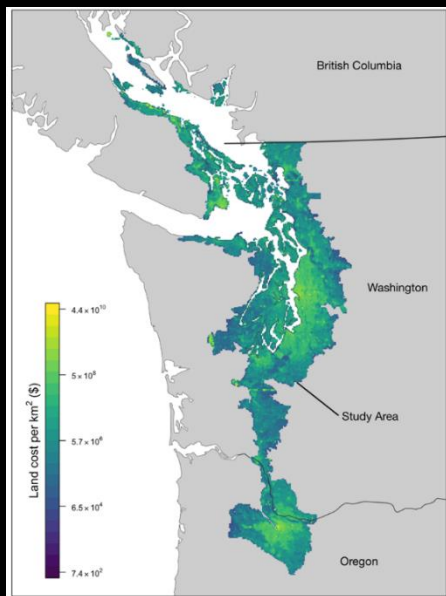 British Columbia
Washington
Land cost per km² ($)
4.4 × 10¹⁰
5 × 10⁸
5.7 × 10⁶
6.5 × 10⁴
7.4 × 10²
Study Area
Oregon